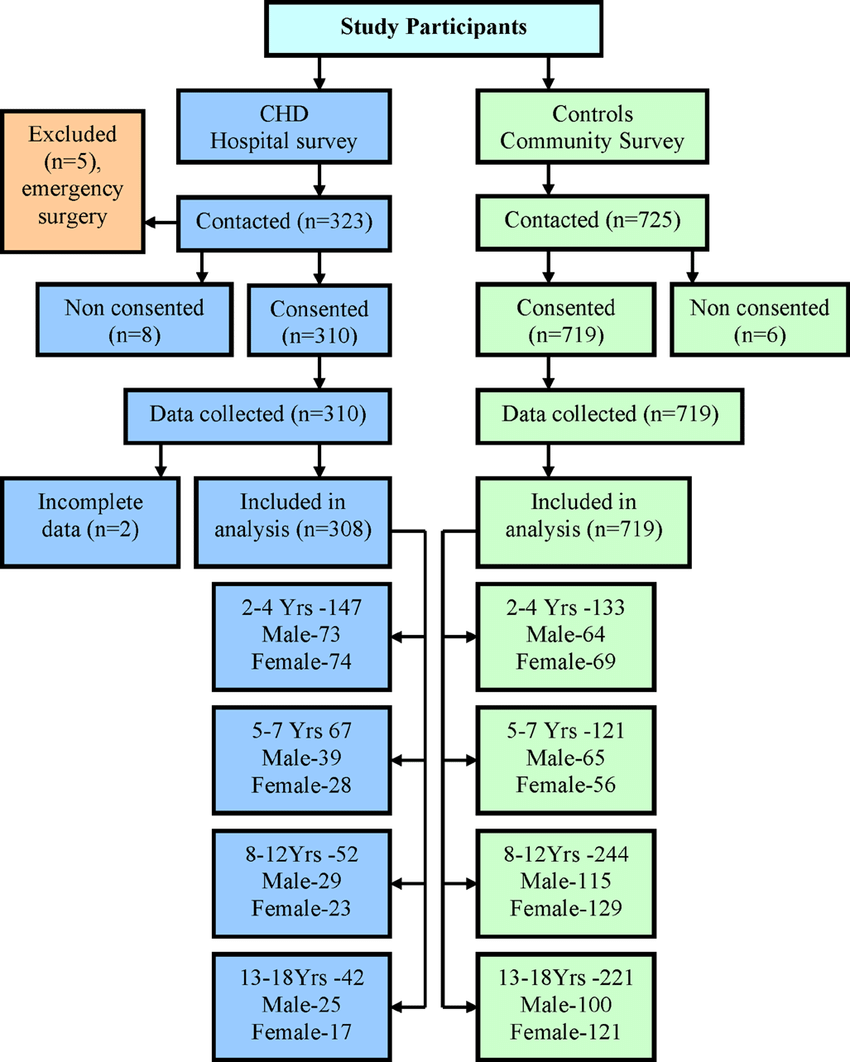 Study Participants
CHD
Hospital survey
Controls
Community Survey
Excluded
(n=5),
emergency
surgery
Contacted (n=323)
Contacted (n=725)
Non consented
(n=8)
Consented
(n=310)
Consented
(n=719)
Non consented
(n=6)
Data collected (n=310)
Data collected (n=719)
Incomplete
data (n=2)
Included in
analysis (n=308)
Included in
analysis (n=719)
2-4 Yrs -147
Male-73
Female-74
2-4 Yrs -133
Male-64
Female-69
5-7 Yrs 67
Male-39
Female-28
5-7 Yrs -121
Male-65
Female-56
8-12Yrs -52
Male-29
Female-23
8-12Yrs -244
Male-115
Female-129
13-18Yrs -42
Male-25
Female-17
13-18Yrs -221
Male-100
Female-121